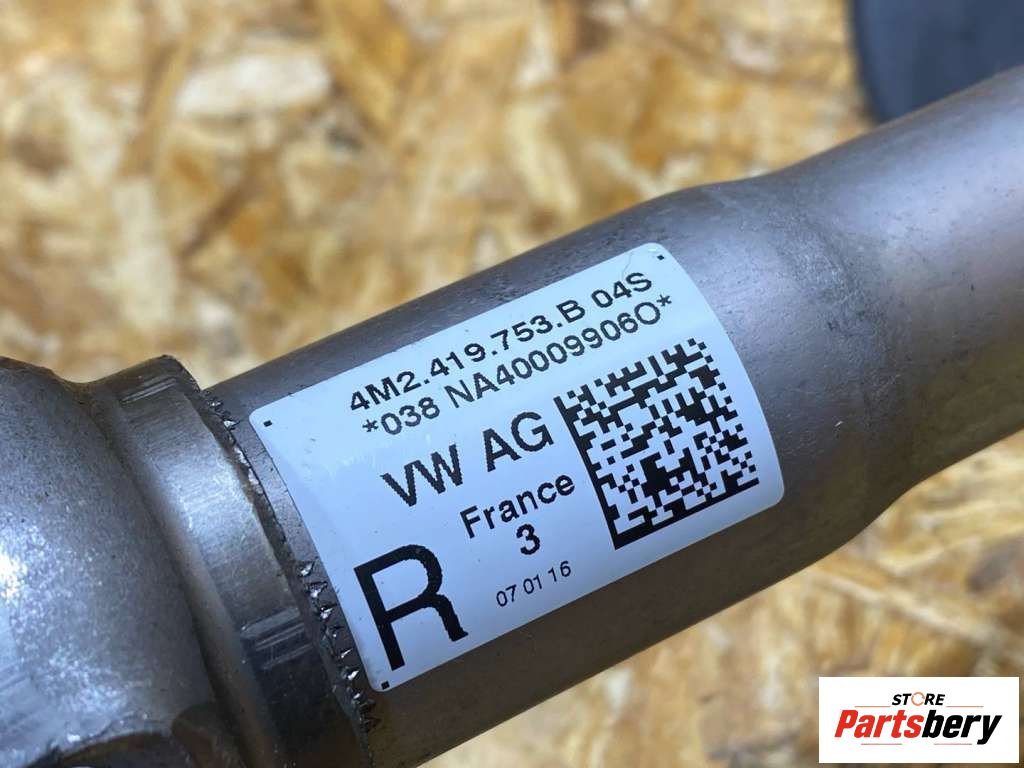 4M2.419.753.B 04S
*038 NA40009906O*
VW AG
France
3
R
07 01 16
STORE
Partsbery